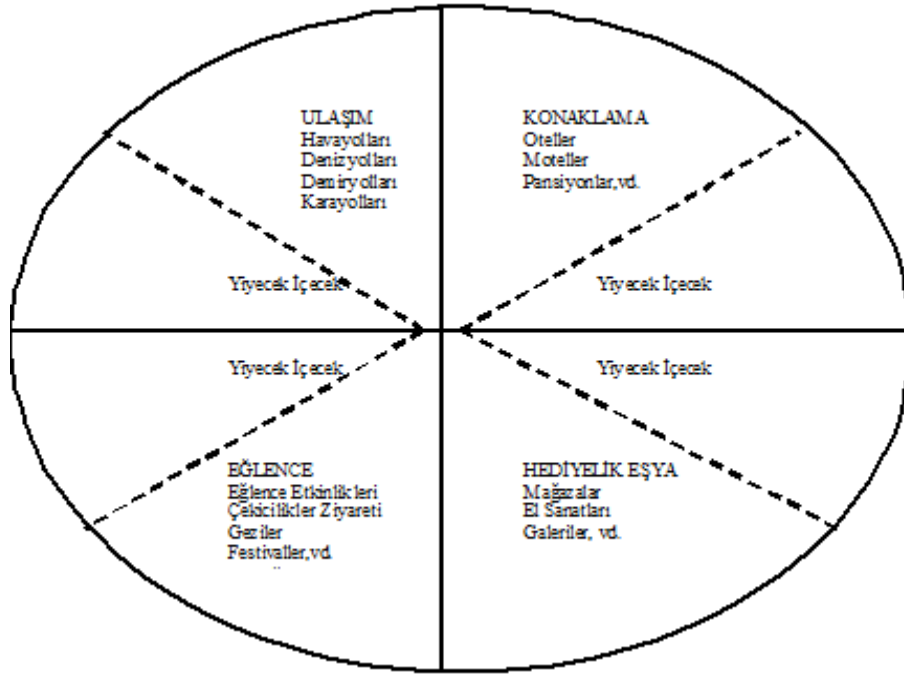 ULAŞIM
Havayolları
Denizyolları
Demiryolları
Karayolları
KONAKLAMA
Oteller
Moteller
Pansiyonlar,vd.
Yiyecek İçecek
Yiyecek İçecek
Yiyecek İçecek
Yiyecek İçecek
EĞLENCE
Eğlence Etkinlikleri
Çekicilikler Ziyareti
Geziler
Festivaller,vd.
HEDİYELİK EŞYA
Mağazalar
El Sanatları
Galeriler, vd.